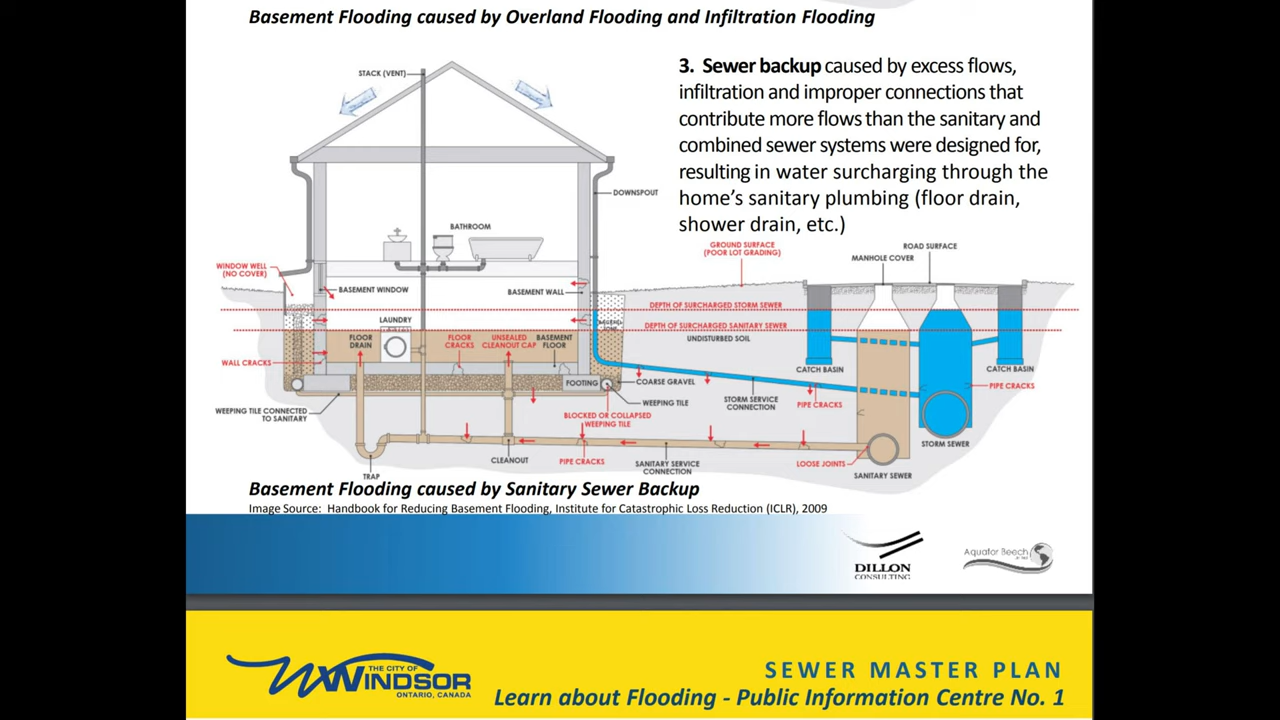 Basement Flooding caused by Overland Flooding and Infiltration Flooding
3. Sewer backup caused by excess flows,
infiltration and improper connections that
contribute more flows than the sanitary and
combined sewer systems were designed for,
resulting in water surcharging through the
home's sanitary plumbing (floor drain,
shower drain, etc.)
STACK (VENT)
DOWNSPOUT
BATHROOM
WINDOW WELL
(NO COVER)
BASEMENT WINDOW
BASEMENT WALL
GROUND SURFACE
(POOR LOT GRADING)
ROAD SURFACE
MANHOLE COVER
DEPTH OF SURCHARGED STORM SEWER
DEPTH OF SURCHARGED SANITARY SEWER
UNDISTURBED SOIL
LAUNDRY
FLOOR
DRAIN
FLOOR
CRACKS
UNSEALED
CLEANOUT CAP
BASEMENT
FLOOR
WALL CRACKS
FOOTING
COARSE GRAVEL
CATCH BASIN
CATCH BASIN
PIPE CRACKS
WEEPING TILE
STORM SERVICE
CONNECTION
PIPE CRACKS
WEEPING TILE CONNECTED
TO SANITARY
BLOCKED OR COLLAPSED
WEEPING TILE
STORM SEWER
TRAP
CLEANOUT
PIPE CRACKS
SANITARY SERVICE
CONNECTION
LOOSE JOINTS
SANITARY SEWER
Basement Flooding caused by Sanitary Sewer Backup
Image Source: Handbook for Reducing Basement Flooding, Institute for Catastrophic Loss Reduction (ICLR), 2009
DILLON
CONSULTING
Aquafor Beech
THE CITY OF
WINDSOR
ONTARIO, CANADA
SEWER MASTER PLAN
Learn about Flooding - Public Information Centre No. 1